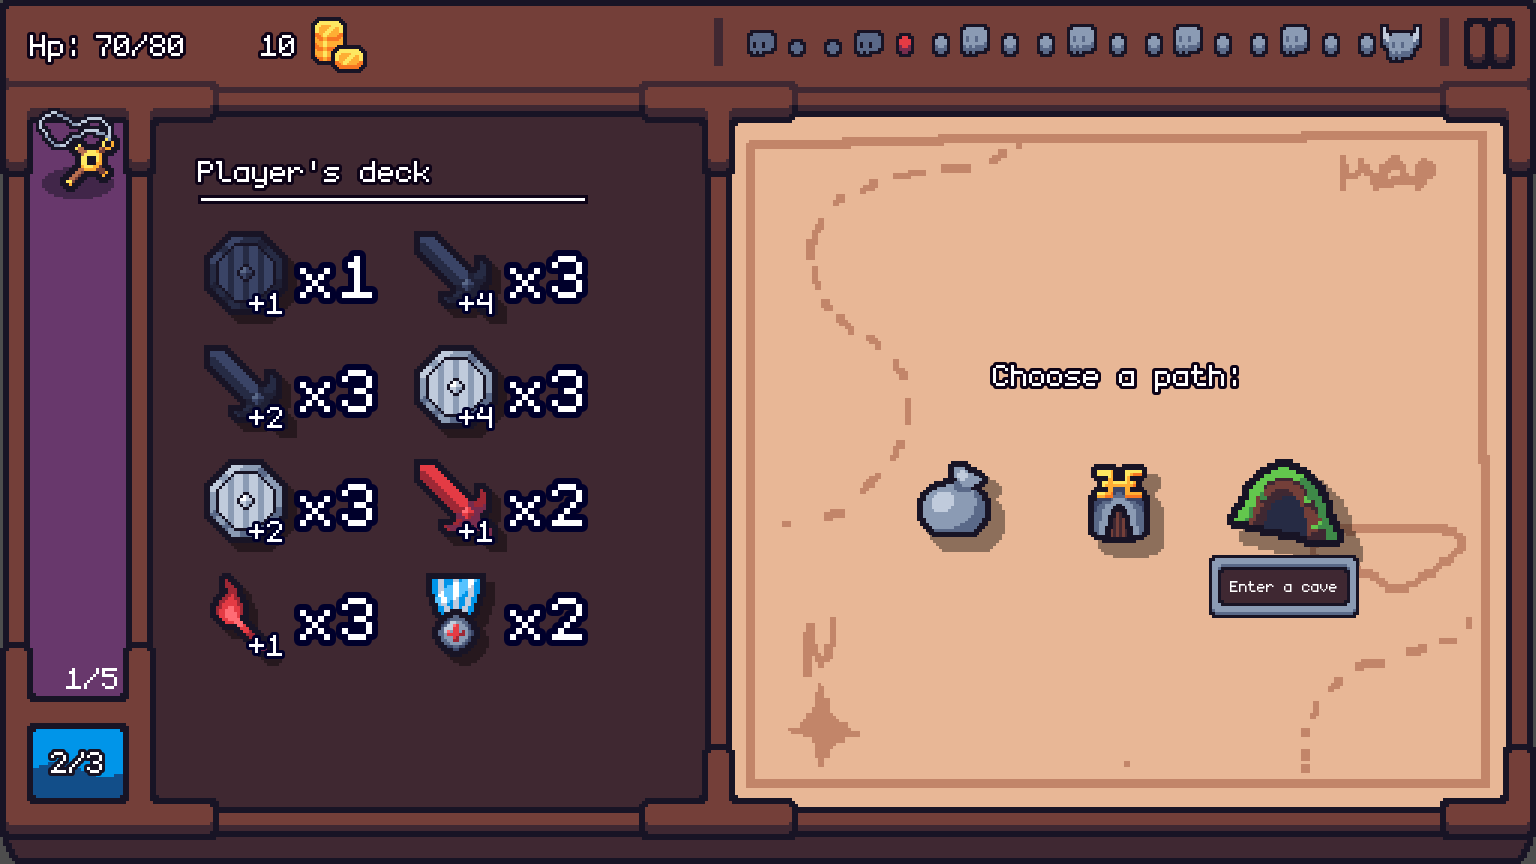 Hp: 70/80
10
Map
Player's deck
+1 x1
+4 x3
+2 x3
+4 x3
+2 x3
+1 x2
+1 x3
x2
Choose a path:
Enter a cave
N
1/5
2/3